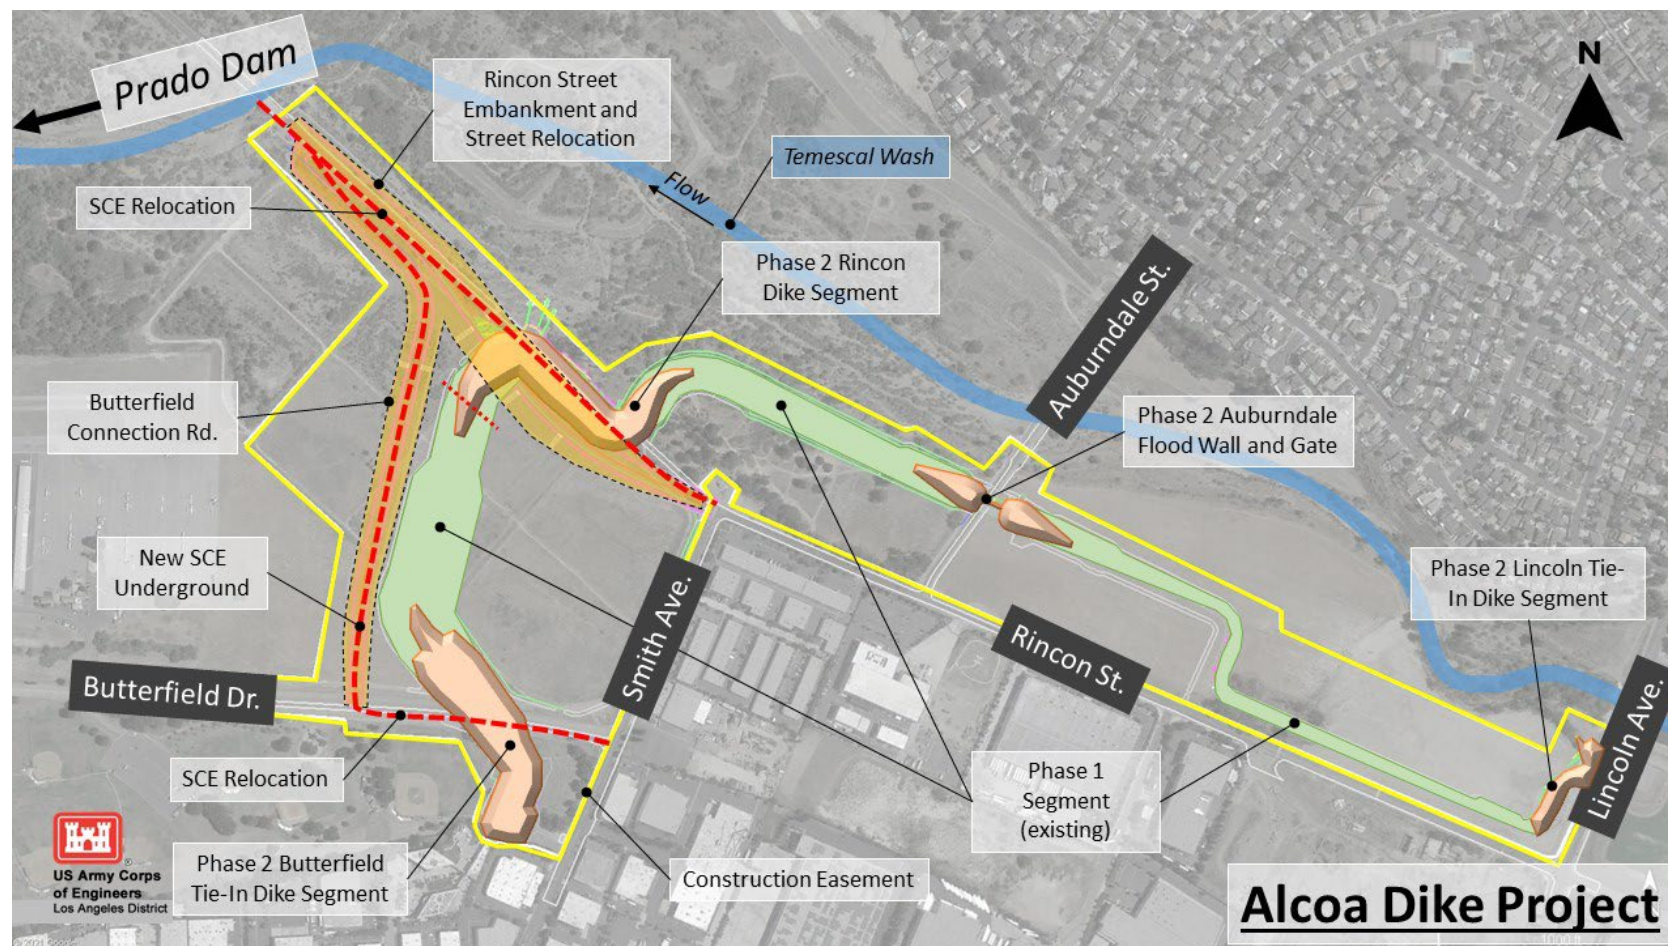 Prado Dam
Rincon Street
Embankment and
Street Relocation
N
Temescal Wash
Flow
SCE Relocation
Phase 2 Rincon
Dike Segment
Auburndale St.
Butterfield
Connection Rd.
Phase 2 Auburndale
Flood Wall and Gate
New SCE
Underground
Phase 2 Lincoln Tie-
In Dike Segment
Smith Ave.
Rincon St.
Butterfield Dr.
Lincoln Ave.
SCE Relocation
Phase 1
Segment
(existing)
US Army Corps
of Engineers
Los Angeles District
®
Phase 2 Butterfield
Tie-In Dike Segment
Construction Easement
Alcoa Dike Project